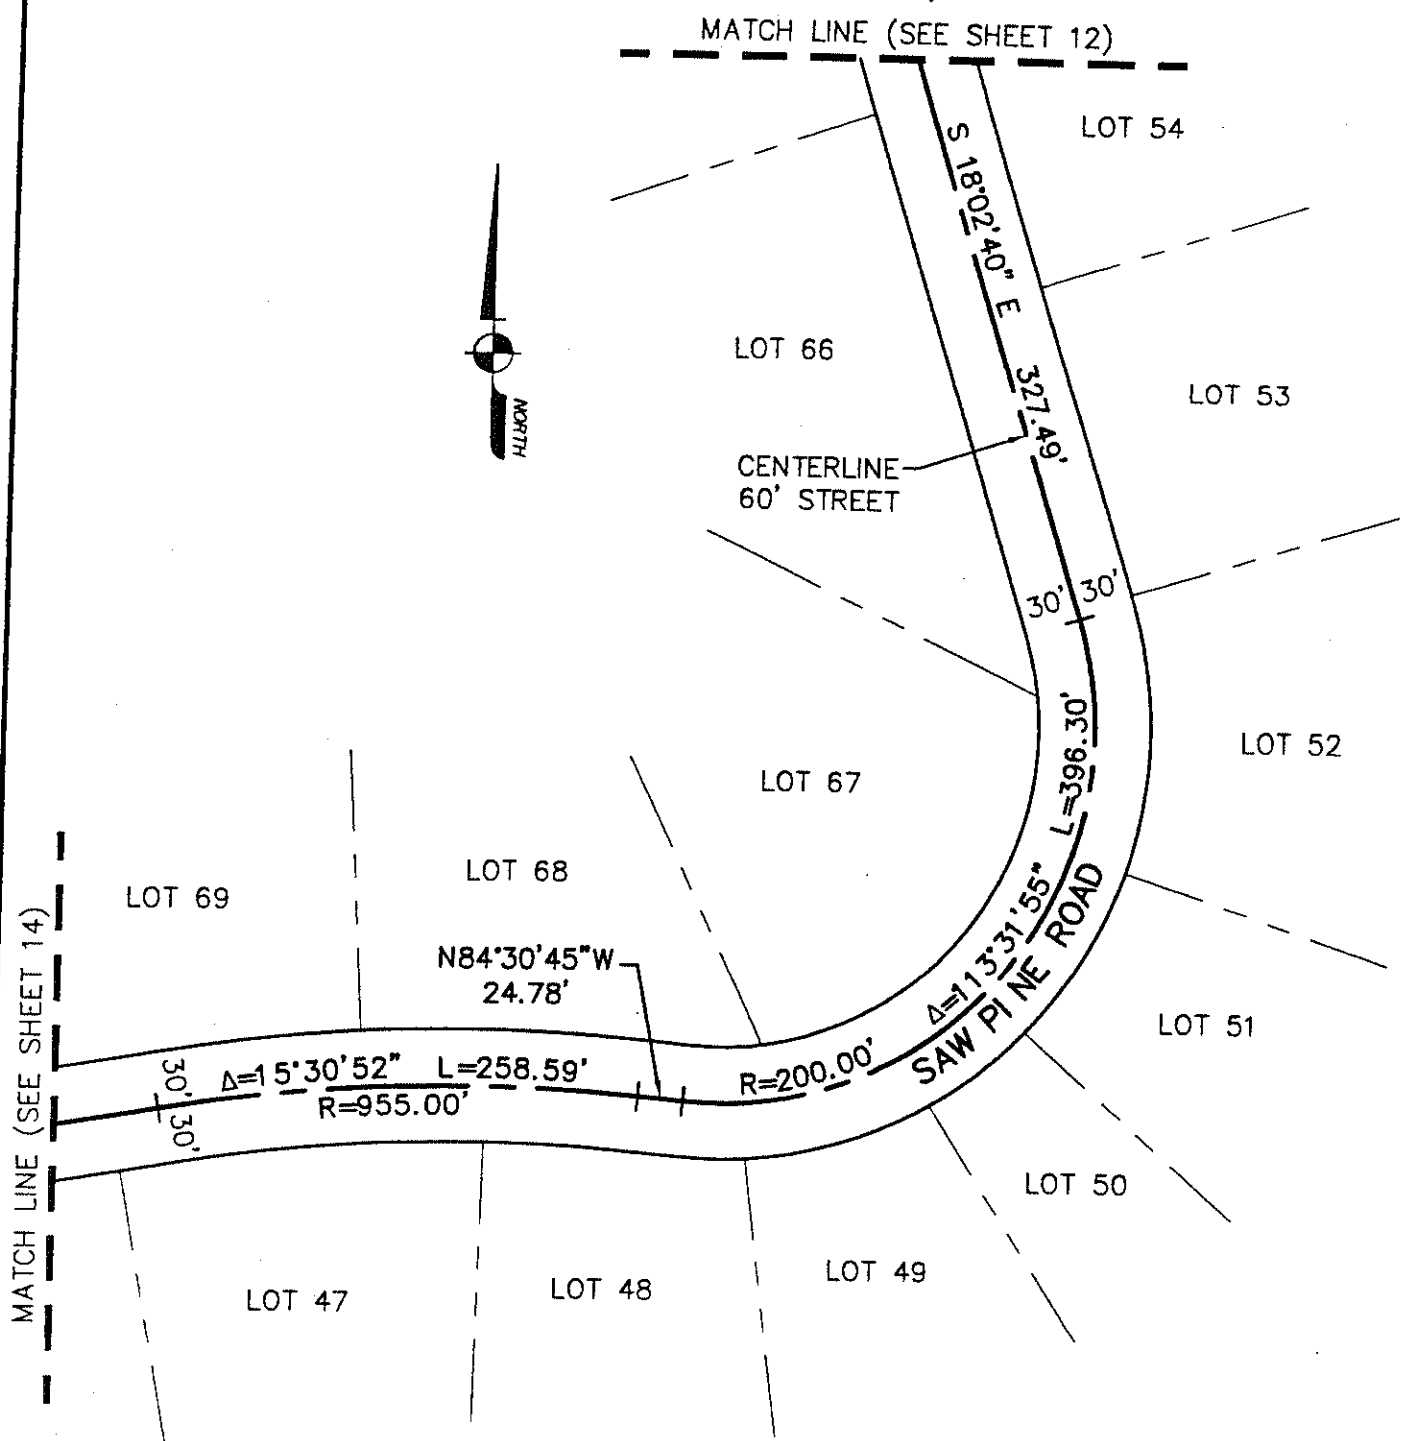 MATCH LINE (SEE SHEET 12)
LOT 54
S 18°02'40" E 327.49'
LOT 66
LOT 53
NORTH
CENTERLINE
60' STREET
30' 30'
L=396.30'
LOT 52
LOT 67
LOT 68
LOT 69
Δ=113°31'55"
SAW PINE ROAD
MATCH LINE (SEE SHEET 14)
N84°30'45"W
24.78'
LOT 51
R=200.00'
30'
Δ=15°30'52" L=258.59'
R=955.00'
30'
LOT 50
LOT 49
LOT 48
LOT 47